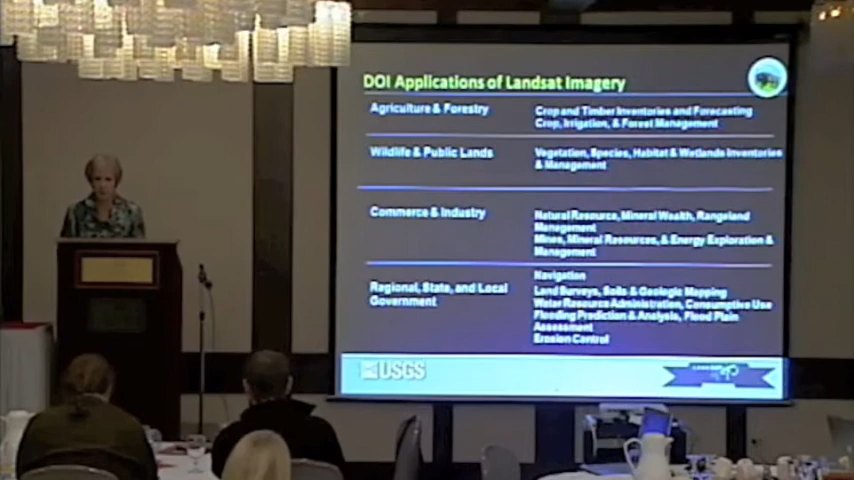 DOI Applications of Landsat Imagery
Agriculture & Forestry
Crop and Timber Inventories and Forecasting
Crop, Irrigation, & Forest Management
Wildlife & Public Lands
Vegetation, Species, Habitat & Wetlands Inventories
& Management
Commerce & Industry
Natural Resource, Mineral Wealth, Rangeland
Management
Mines, Mineral Resources, & Energy Exploration &
Management
Regional, State, and Local
Government
Navigation
Land Surveys, Soils & Geologic Mapping
Water Resource Administration, Consumptive Use
Flooding Prediction & Analysis, Flood Plain
Assessment
Erosion Control
USGS